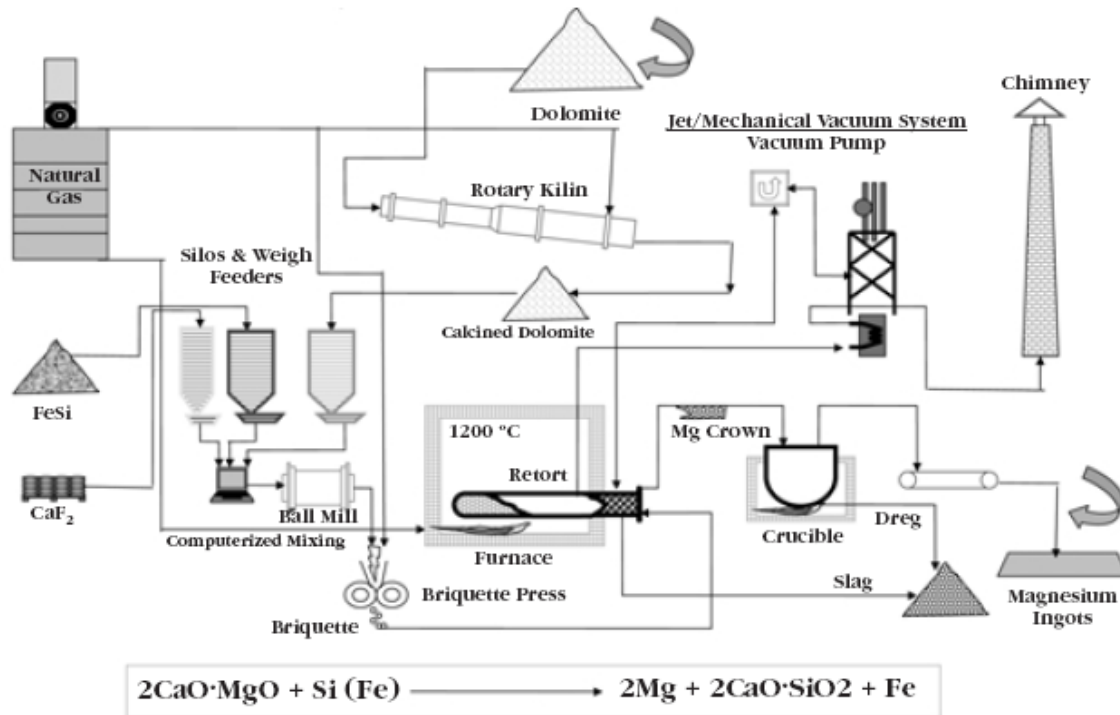 Chimney
Dolomite
Jet/Mechanical Vacuum System
Vacuum Pump
Natural
Gas
Rotary Kilin
Silos & Weigh
Feeders
Calcined Dolomite
FeSi
1200 °C
Mg Crown
Retort
CaF₂
Ball Mill
Computerized Mixing
Furnace
Crucible
Dreg
Briquette Press
Slag
Magnesium
Ingots
Briquette
2CaO·MgO + Si (Fe) → 2Mg + 2CaO·SiO2 + Fe